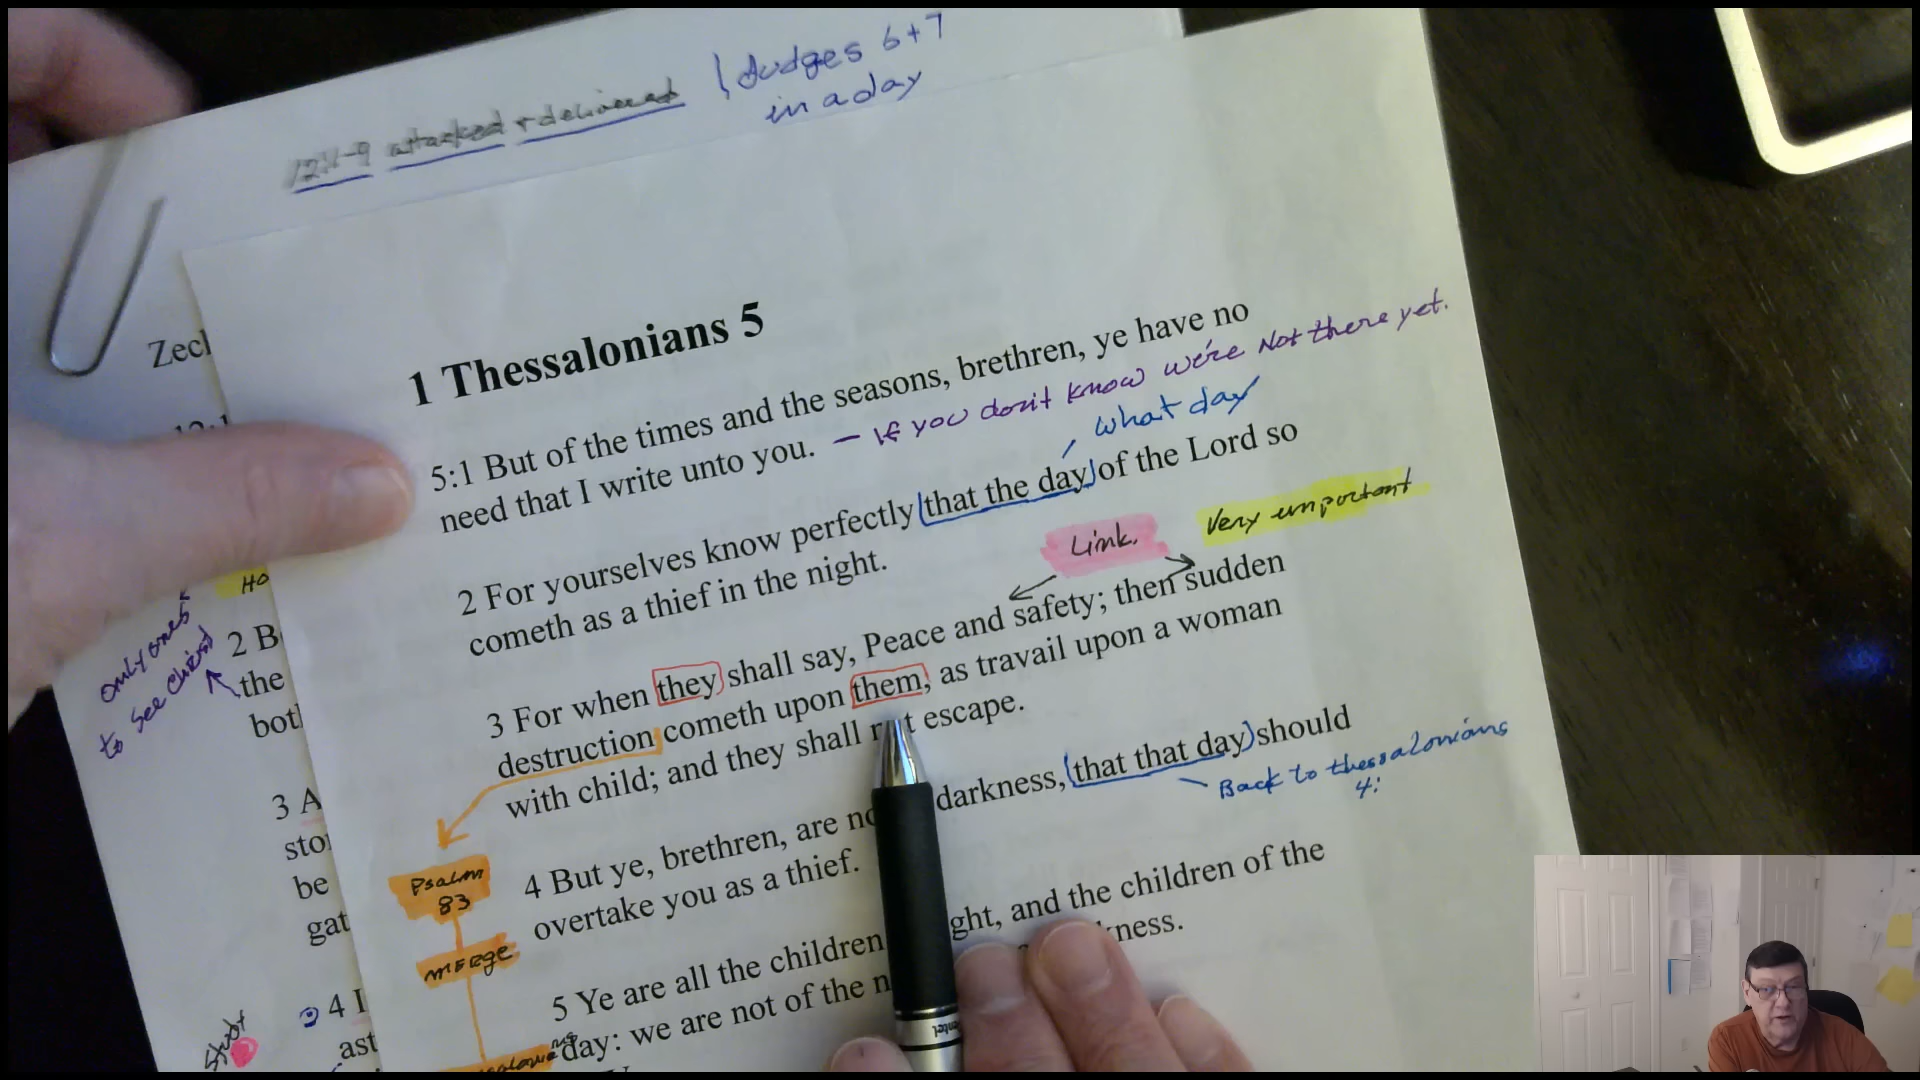 12:1-9 attacked + delivered | Judges 6+7
in a day
Zec
1 Thessalonians 5
5:1 But of the times and the seasons, brethren, ye have no
need that I write unto you. — If you don't know we're Not there yet.
what day
2 For yourselves know perfectly (that the day) of the Lord so
cometh as a thief in the night.
Link. Very important
3 For when they shall say, Peace and safety; then sudden
destruction cometh upon them, as travail upon a woman
with child; and they shall escape.
4 But ye, brethren, are darkness, (that that day) should
overtake you as a thief.
Back to thessalonians
4:
5 Ye are all the children and the children of the
day: we are not of the
Psalm
83
merge
Ho
only ones
to see Christ
2 B
the
3 A
be
4 I
Start